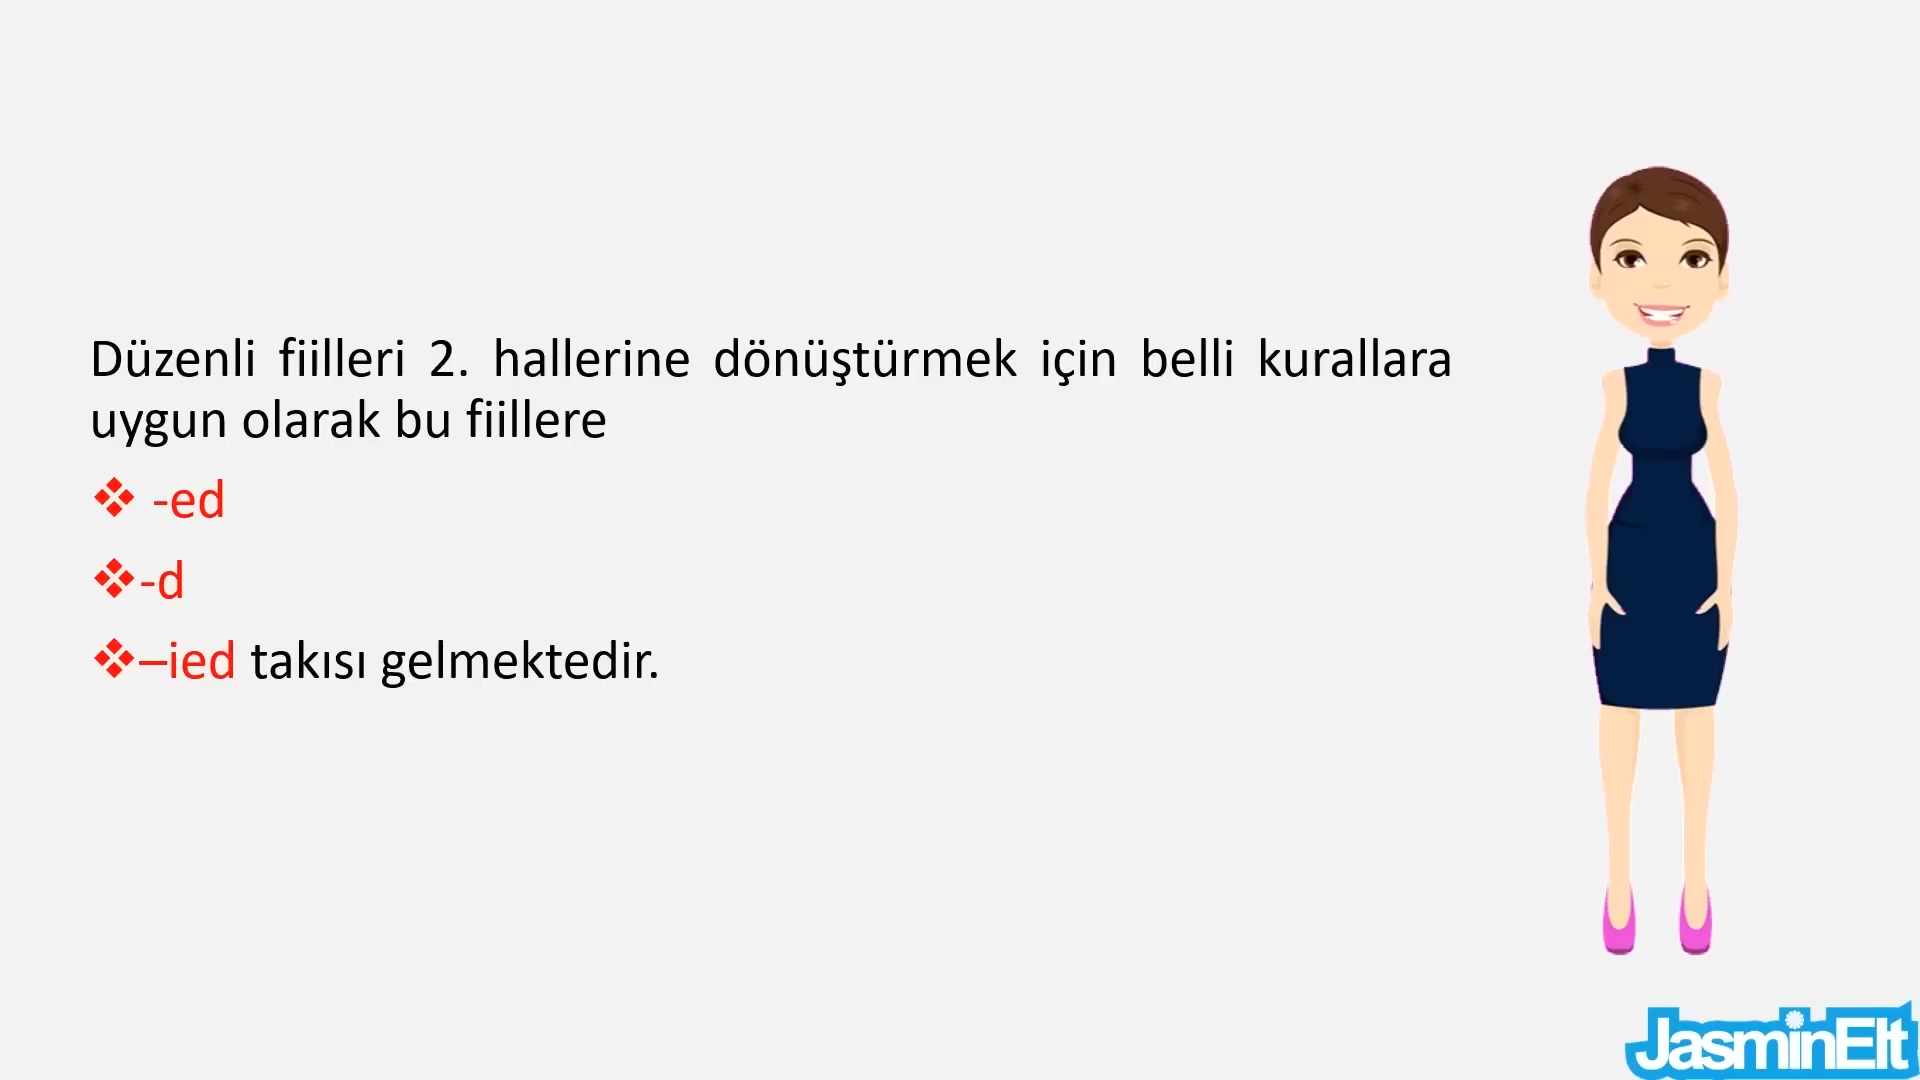 Düzenli fiilleri 2. hallerine dönüştürmek için belli kurallara
uygun olarak bu fiillere
❖ -ed
❖-d
❖–ied takısı gelmektedir.
JasminElt